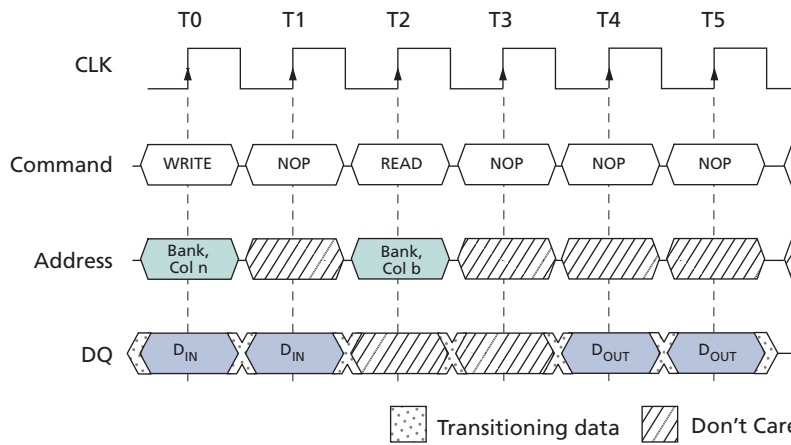 T0 T1 T2 T3 T4 T5
CLK
Command WRITE NOP READ NOP NOP NOP
Address Bank, Col n Bank, Col b
DQ DIN DIN DOUT DOUT
Transitioning data Don't Care